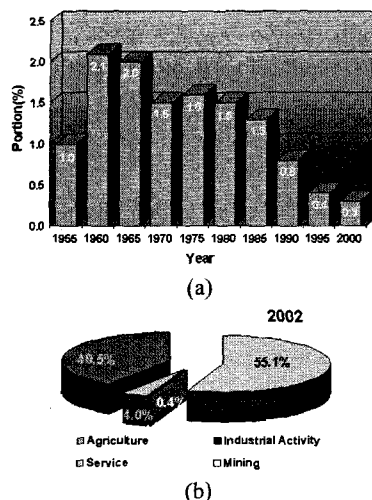 2.5
2.0
1.5
1.0
0.5
0.0
Portion(%)
1.0
2.1
2.0
1.5
1.5
1.3
0.8
0.4
0.3
1955 1960 1965 1970 1975 1980 1985 1990 1995 2000
Year
(a)
2002
40.5%
55.1%
0.4%
4.0%
Agriculture
Industrial Activity
Service
Mining
(b)